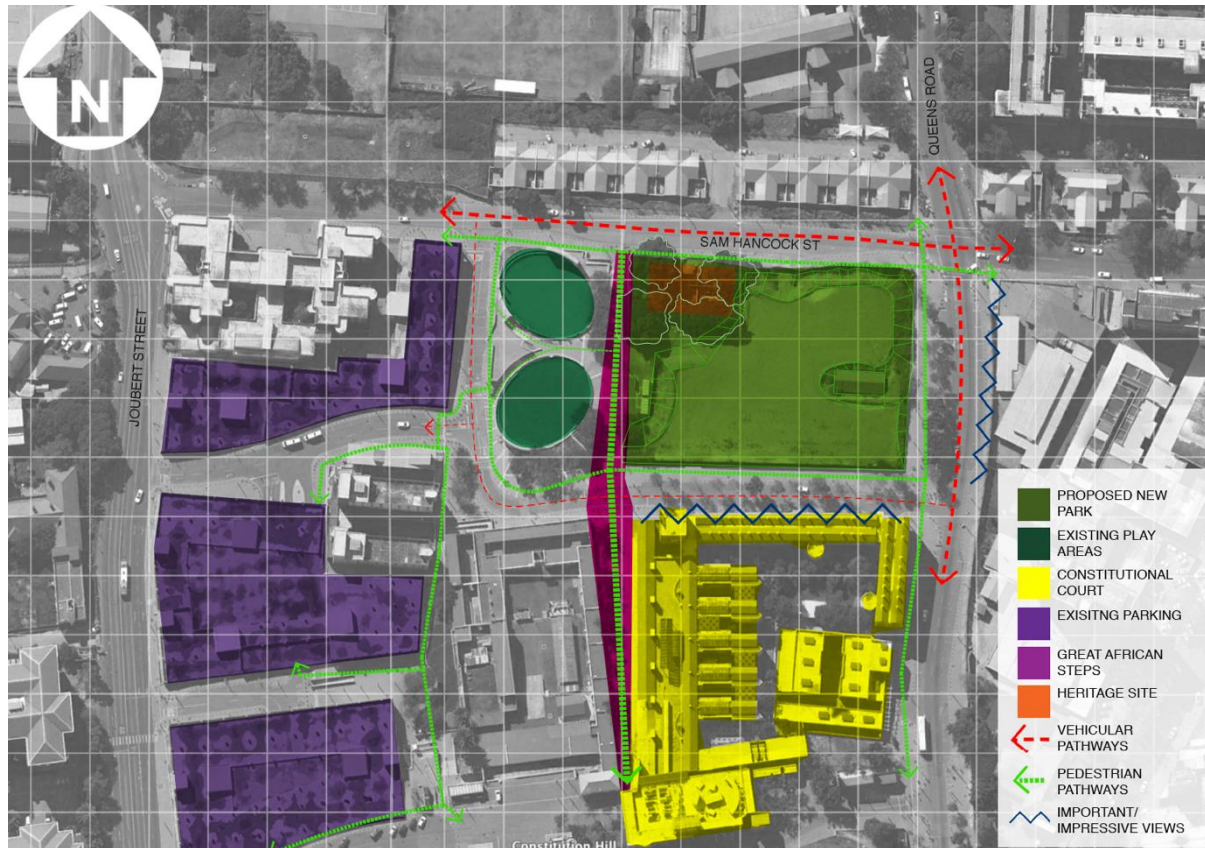 N
QUEENS ROAD
SAM HANCOCK ST
JOUBERT STREET
PROPOSED NEW
PARK
EXISTING PLAY
AREAS
CONSTITUTIONAL
COURT
EXISITNG PARKING
GREAT AFRICAN
STEPS
HERITAGE SITE
VEHICULAR
PATHWAYS
PEDESTRIAN
PATHWAYS
IMPORTANT/
IMPRESSIVE VIEWS
Constitution Hill